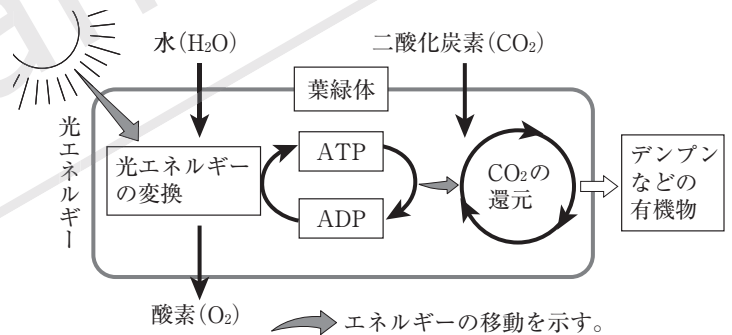 水(H₂O)
二酸化炭素(CO₂)
葉緑体
光エネルギー
光エネルギー
の変換
ATP
ADP
CO₂の
還元
デンプン
などの
有機物
酸素(O₂)
エネルギーの移動を示す。